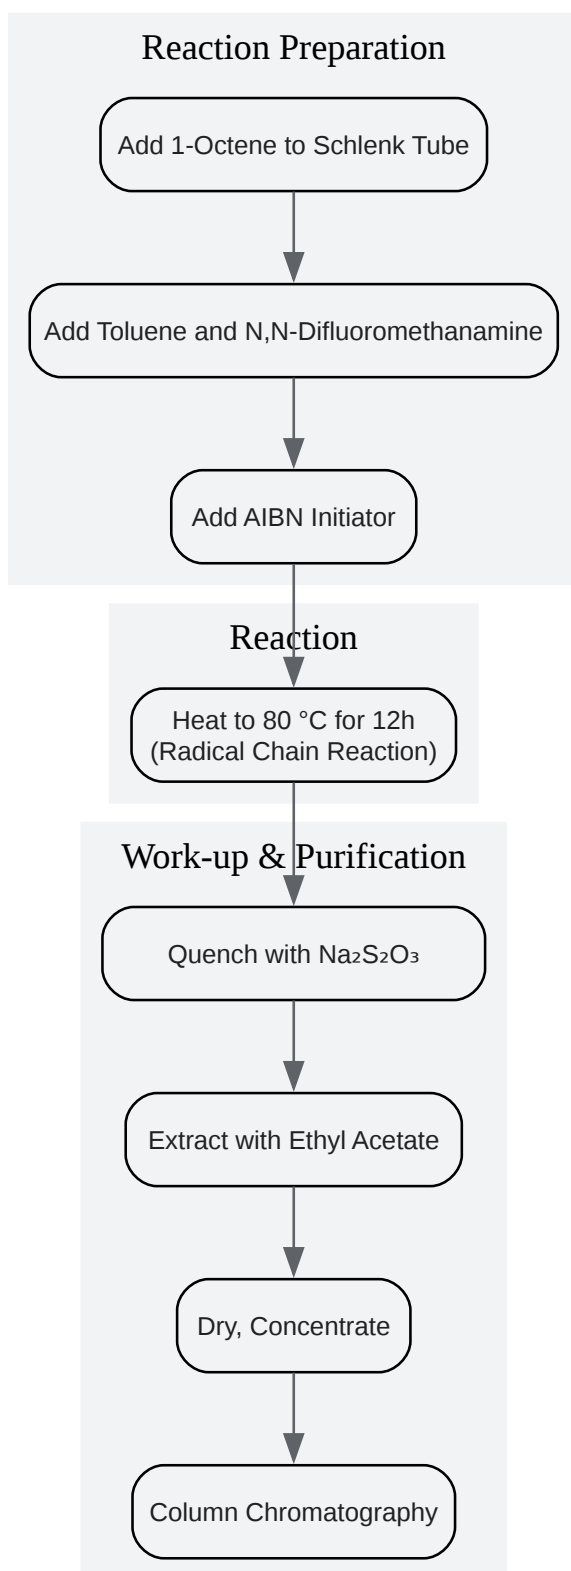 Reaction Preparation
Add 1-Octene to Schlenk Tube
Add Toluene and N,N-Difluoromethanamine
Add AIBN Initiator
Reaction
Heat to 80 °C for 12h
(Radical Chain Reaction)
Work-up & Purification
Quench with Na₂S₂O₃
Extract with Ethyl Acetate
Dry, Concentrate
Column Chromatography